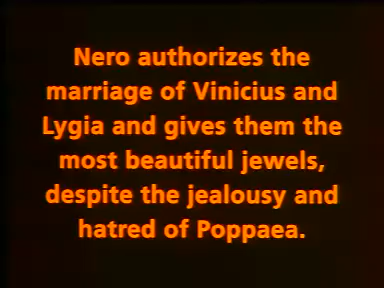 Nero authorizes the
marriage of Vinicius and
Lygia and gives them the
most beautiful jewels,
despite the jealousy and
hatred of Poppaea.